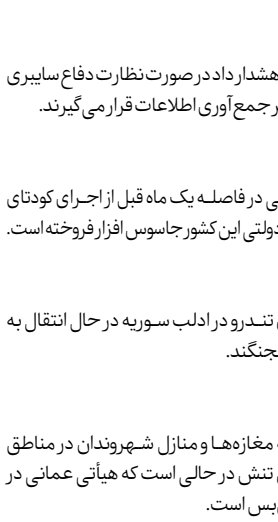 هشدار داد در صورت نظارت دفاع سایبری
ر جمع‌آوری اطلاعات قرار می‌گیرند.
ی در فاصله یک ماه قبل از اجرای کودتای
دولتی این کشور جاسوس افزار فروخته است.
تندرو در ادلب سوریه در حال انتقال به
بجنگند.
مغازه‌ها و منازل شهروندان در مناطق
تنش در حالی است که هیأتی عمانی در
بس است.